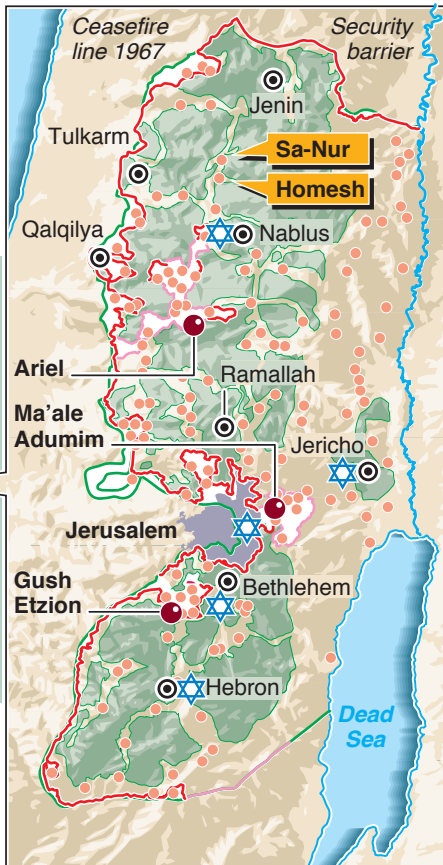 Ceasefire
line 1967
Security
barrier
Jenin
Tulkarm
Sa-Nur
Homesh
Qalqilya
Nablus
Ariel
Ramallah
Ma'ale
Adumim
Jericho
Jerusalem
Gush
Etzion
Bethlehem
Hebron
Dead
Sea